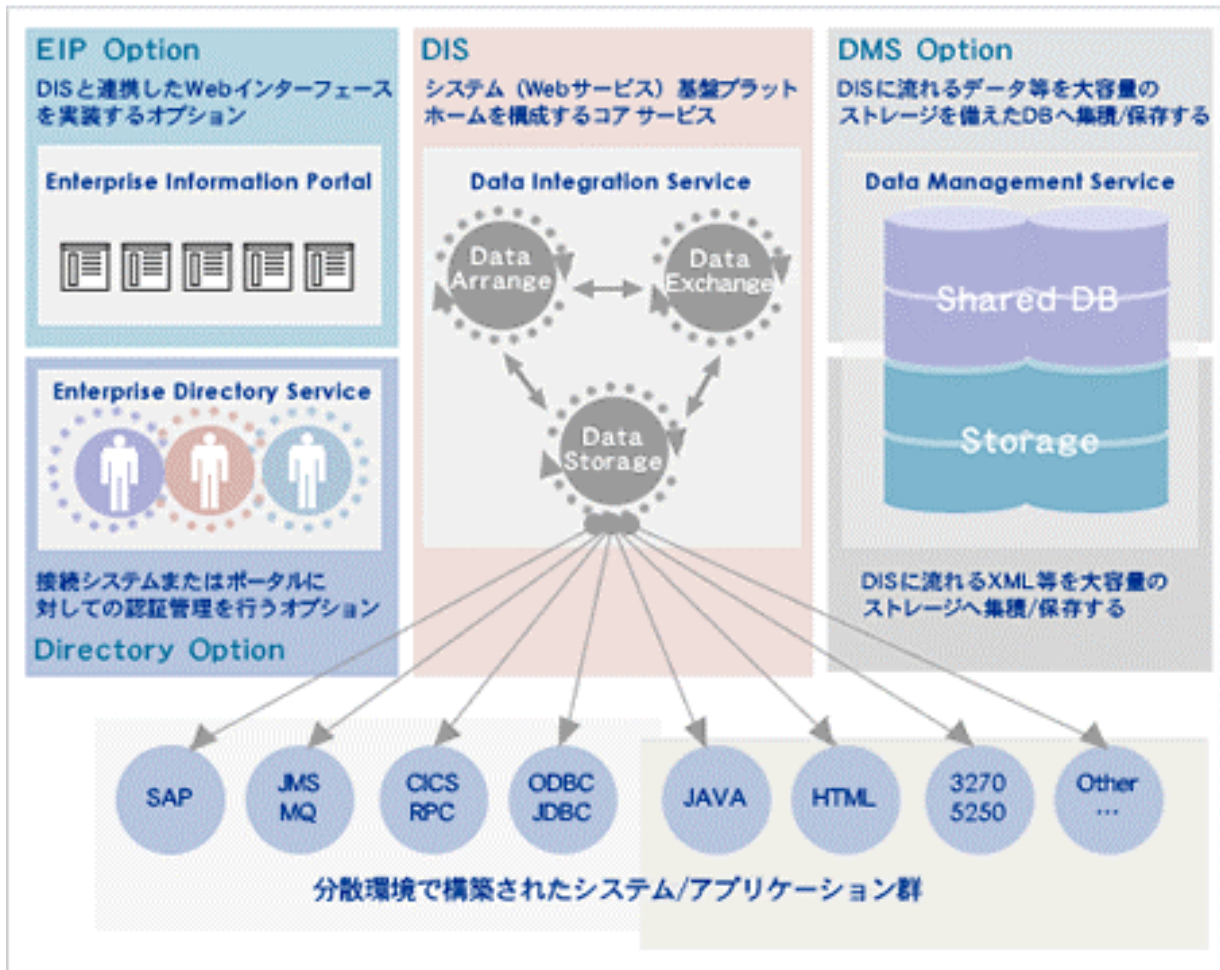 EIP Option
DISと連携したWebインターフェース
を実装するオプション
Enterprise Information Portal
Enterprise Directory Service
接続システムまたはポータルに
対しての認証管理を行うオプション
Directory Option
DIS
システム（Webサービス）基盤プラット
ホームを構成するコアサービス
Data Integration Service
Data
Arrange
Data
Exchange
Data
Storage
DMS Option
DISに流れるデータ等を大容量の
ストレージを備えたDBへ集積/保存する
Data Management Service
Shared DB
Storage
DISに流れるXML等を大容量の
ストレージへ集積/保存する
SAP
JMS
MQ
CICS
RPC
ODBC
JDBC
JAVA
HTML
3270
5250
Other
…
分散環境で構築されたシステム/アプリケーション群